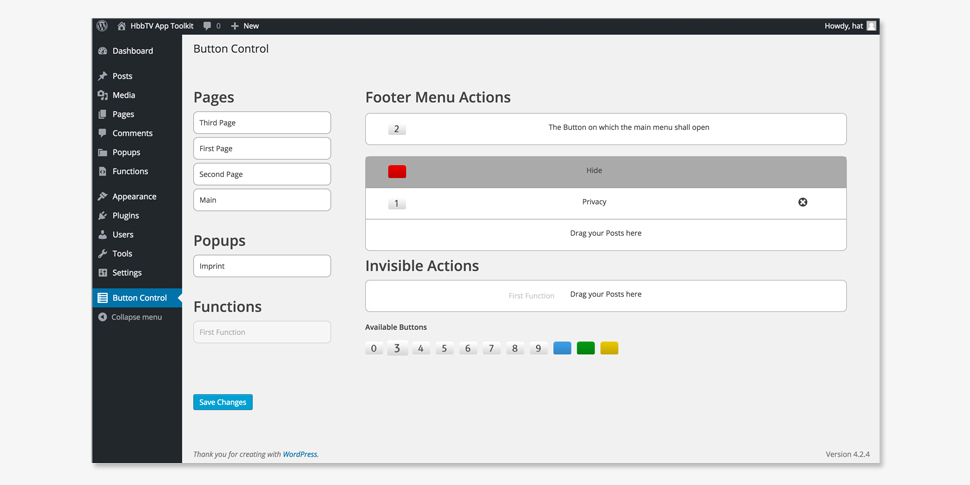 HbbTV App Toolkit 0 New Howdy, hat
Dashboard
Posts
Media
Pages
Comments
Popups
Functions
Appearance
Plugins
Users
Tools
Settings
Button Control
Collapse menu
Button Control
Pages
Third Page
First Page
Second Page
Main
Popups
Imprint
Functions
First Function
Save Changes
Footer Menu Actions
2 The Button on which the main menu shall open
Hide
1 Privacy
Drag your Posts here
Invisible Actions
First Function Drag your Posts here
Available Buttons
0 3 4 5 6 7 8 9
Thank you for creating with WordPress. Version 4.2.4